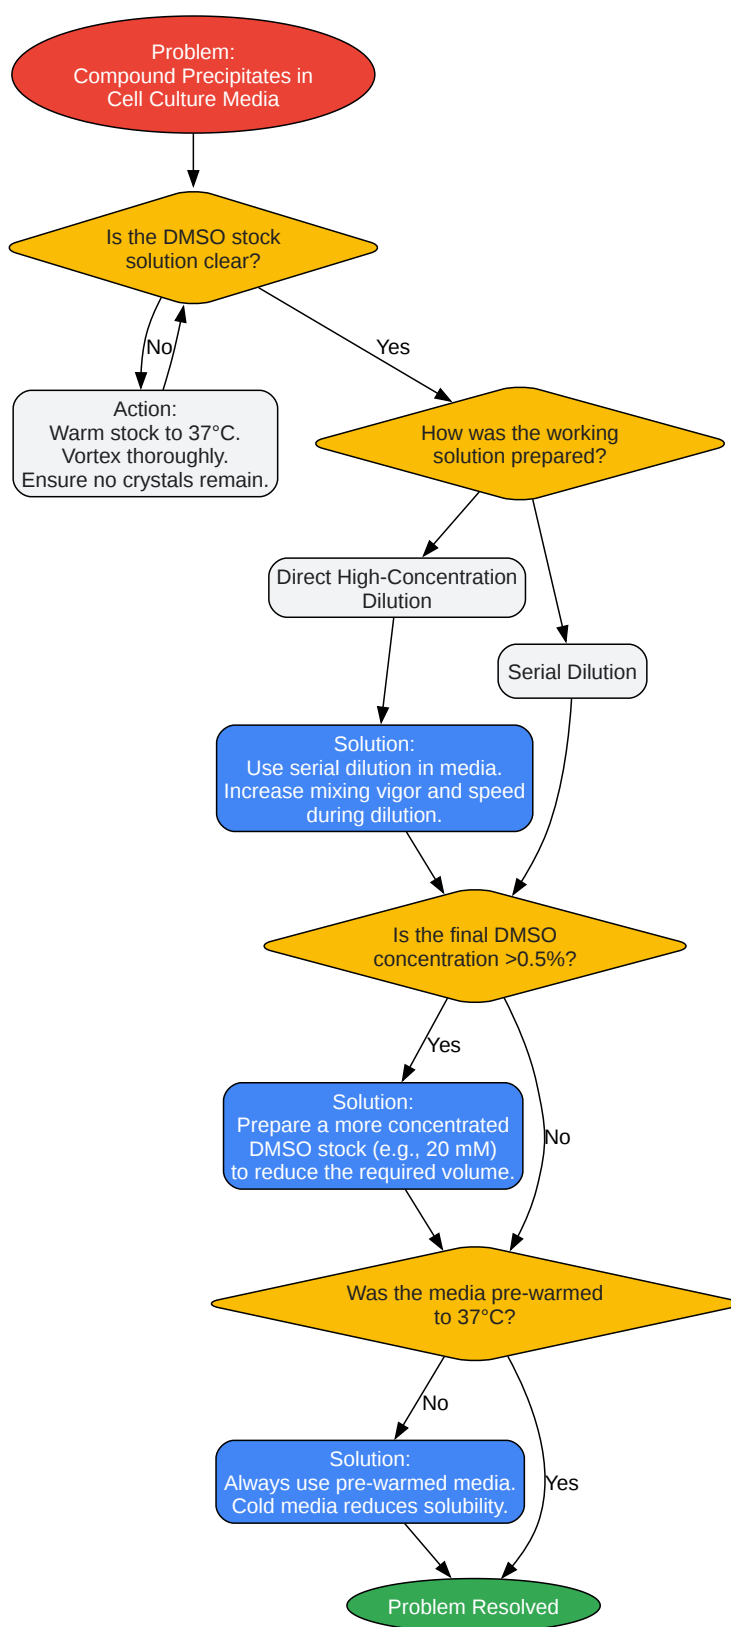 Problem:
Compound Precipitates in
Cell Culture Media
Is the DMSO stock
solution clear?
No
Yes
Action:
Warm stock to 37°C.
Vortex thoroughly.
Ensure no crystals remain.
How was the working
solution prepared?
Direct High-Concentration
Dilution
Serial Dilution
Solution:
Use serial dilution in media.
Increase mixing vigor and speed
during dilution.
Is the final DMSO
concentration >0.5%?
Yes
No
Solution:
Prepare a more concentrated
DMSO stock (e.g., 20 mM)
to reduce the required volume.
Was the media pre-warmed
to 37°C?
No
Yes
Solution:
Always use pre-warmed media.
Cold media reduces solubility.
Problem Resolved